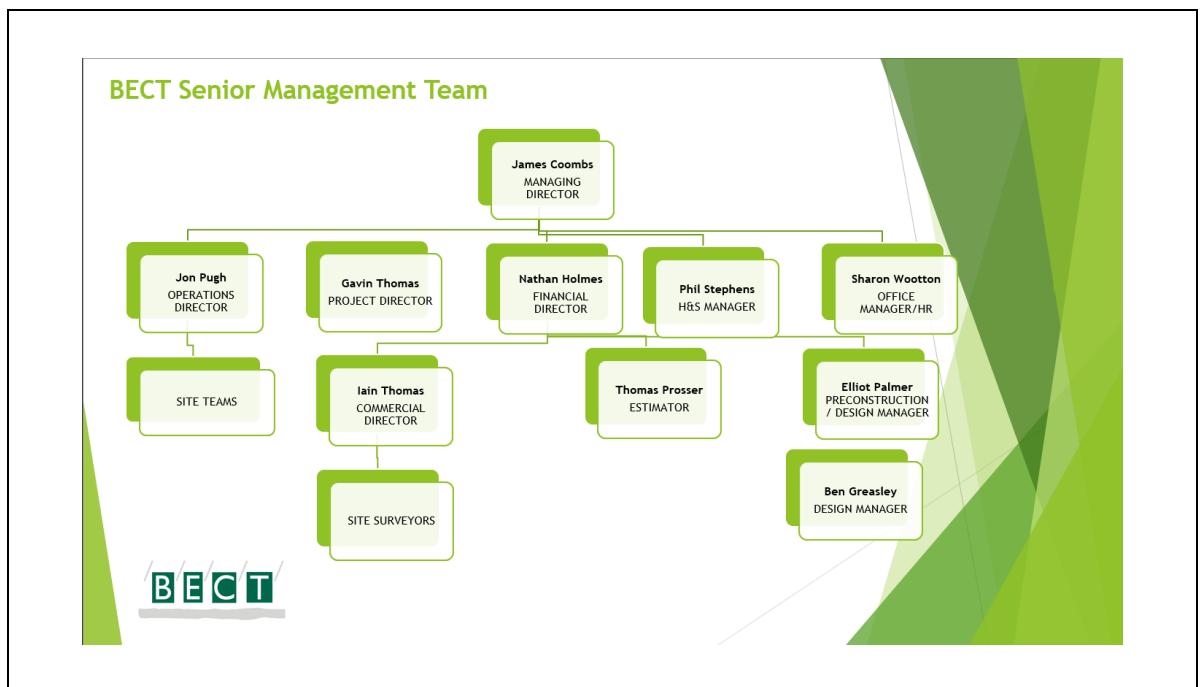 BECT Senior Management Team
James Coombs
MANAGING
DIRECTOR
Jon Pugh
OPERATIONS
DIRECTOR
Gavin Thomas
PROJECT DIRECTOR
Nathan Holmes
FINANCIAL
DIRECTOR
Phil Stephens
H&S MANAGER
Sharon Wootton
OFFICE
MANAGER/HR
SITE TEAMS
Iain Thomas
COMMERCIAL
DIRECTOR
Thomas Prosser
ESTIMATOR
Elliot Palmer
PRECONSTRUCTION
/ DESIGN MANAGER
SITE SURVEYORS
Ben Greasley
DESIGN MANAGER
BECT